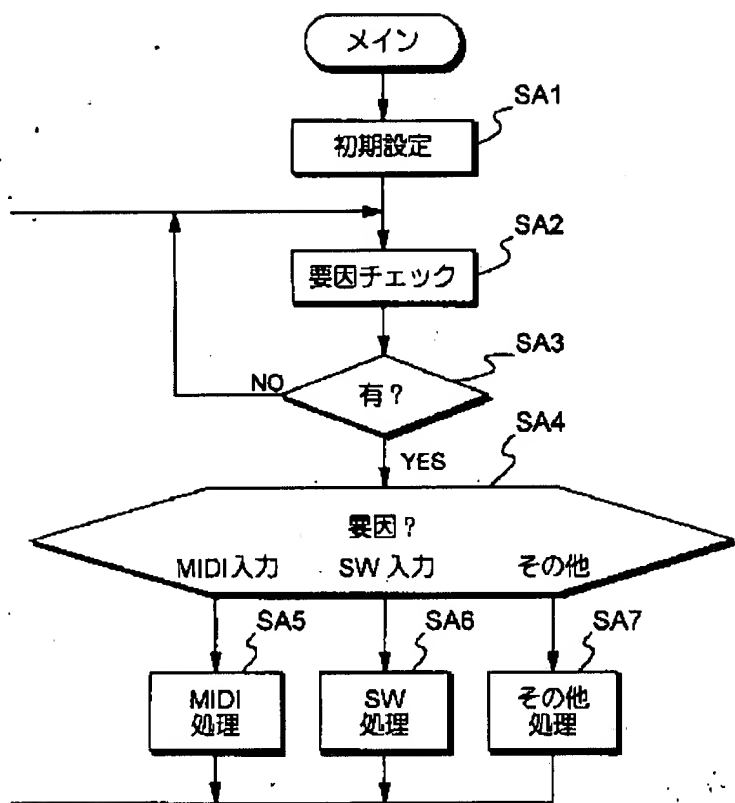 メイン
SA1
初期設定
SA2
要因チェック
SA3
NO
有?
SA4
YES
要因?
MIDI入力 SW入力 その他
SA5 SA6 SA7
MIDI
処理
SW
処理
その他
処理